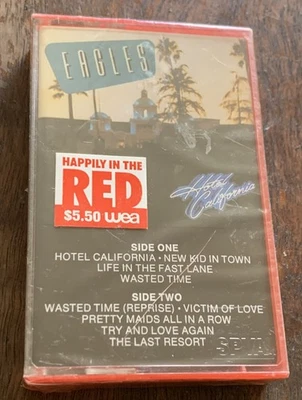 EAGLES
HAPPILY IN THE
RED
$5.50 wea
Hotel
California
SIDE ONE
HOTEL CALIFORNIA • NEW KID IN TOWN
LIFE IN THE FAST LANE
WASTED TIME
SIDE TWO
WASTED TIME (REPRISE) • VICTIM OF LOVE
PRETTY MAIDS ALL IN A ROW
TRY AND LOVE AGAIN
THE LAST RESORT